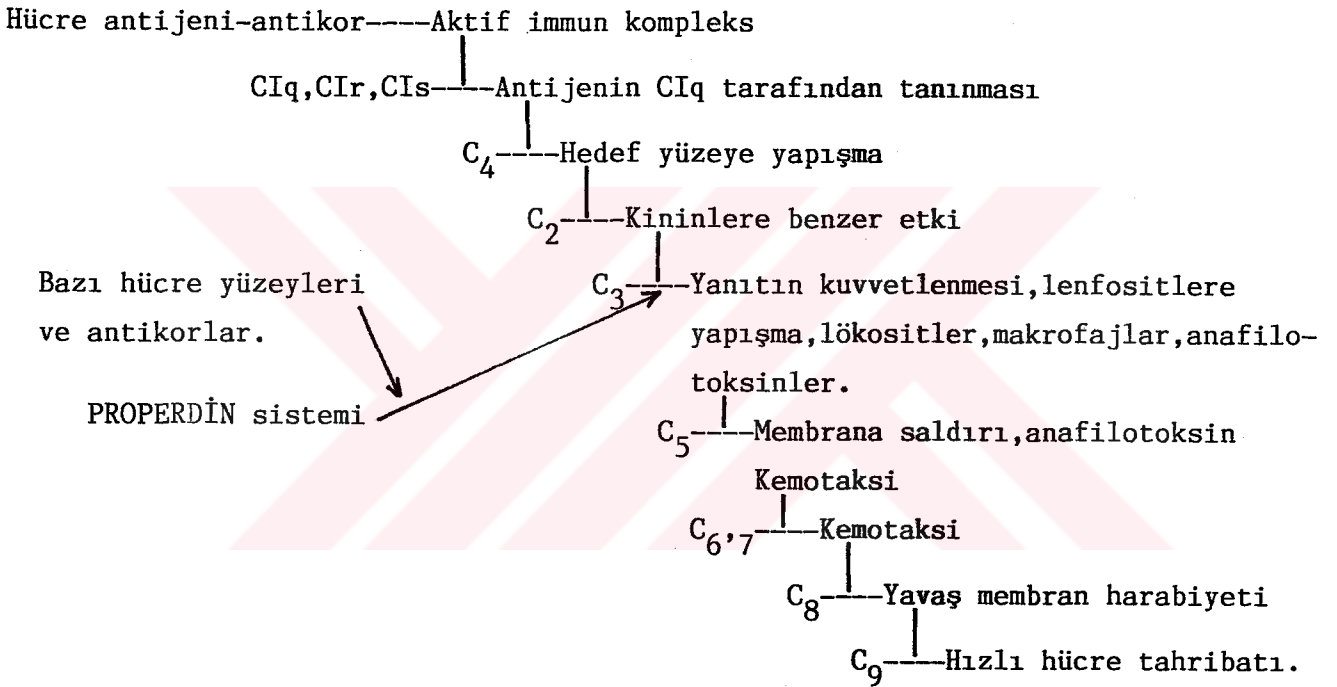 Hücre antijeni-antikor----Aktif immun kompleks
CIq,CIr,CIs----Antijenin CIq tarafından tanınması
C4----Hedef yüzeye yapışma
C2----Kininlere benzer etki
Bazı hücre yüzeyleri C3----Yanıtın kuvvetlenmesi,lenfositlere
ve antikorlar. yapışma,lökositler,makrofajlar,anafilo-
toksinler.
PROPERDİN sistemi
C5----Membrana saldırı,anafilotoksin
Kemotaksi
C6,7----Kemotaksi
C8----Yavaş membran harabiyeti
C9----Hızlı hücre tahribatı.